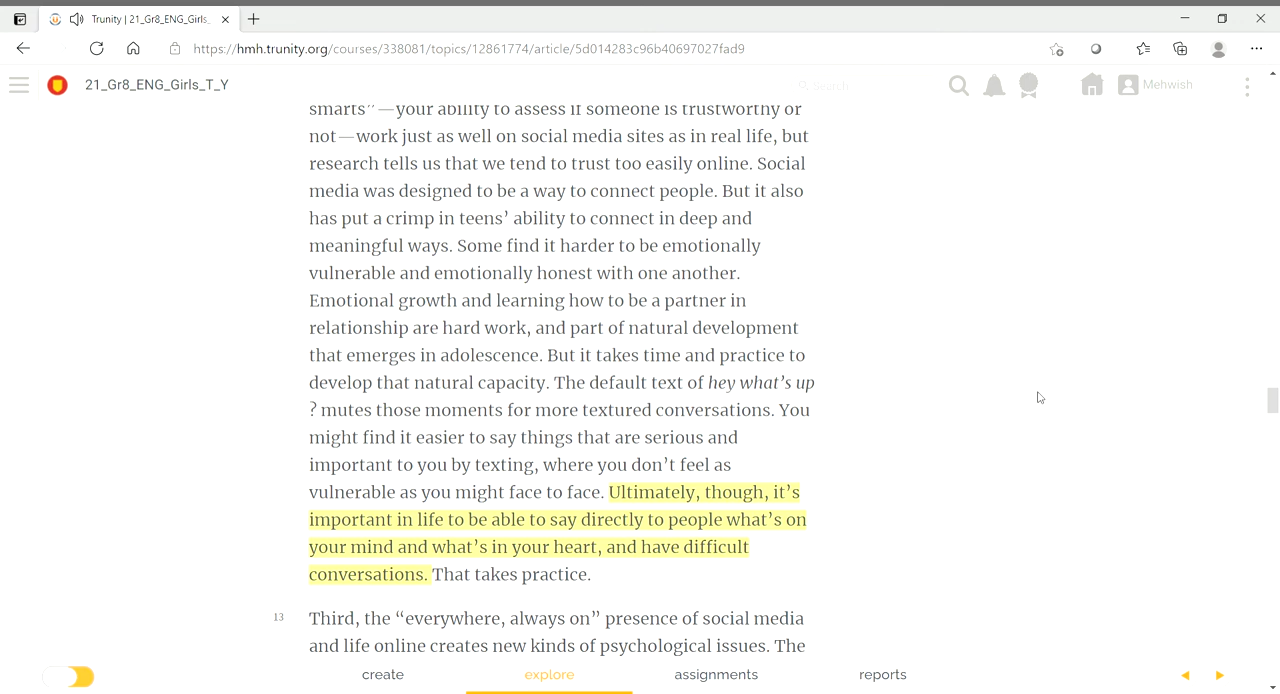 Trunity | 21_Gr8_ENG_Girls_
https://hmh.trunity.org/courses/338081/topics/12861774/article/5d014283c96b40697027fad9
21_Gr8_ENG_Girls_T_Y
Search
Mehwish
smarts”—your ability to assess if someone is trustworthy or
not—work just as well on social media sites as in real life, but
research tells us that we tend to trust too easily online. Social
media was designed to be a way to connect people. But it also
has put a crimp in teens’ ability to connect in deep and
meaningful ways. Some find it harder to be emotionally
vulnerable and emotionally honest with one another.
Emotional growth and learning how to be a partner in
relationship are hard work, and part of natural development
that emerges in adolescence. But it takes time and practice to
develop that natural capacity. The default text of hey what’s up
? mutes those moments for more textured conversations. You
might find it easier to say things that are serious and
important to you by texting, where you don’t feel as
vulnerable as you might face to face. Ultimately, though, it’s
important in life to be able to say directly to people what’s on
your mind and what’s in your heart, and have difficult
conversations. That takes practice.
13
Third, the “everywhere, always on” presence of social media
and life online creates new kinds of psychological issues. The
create
explore
assignments
reports